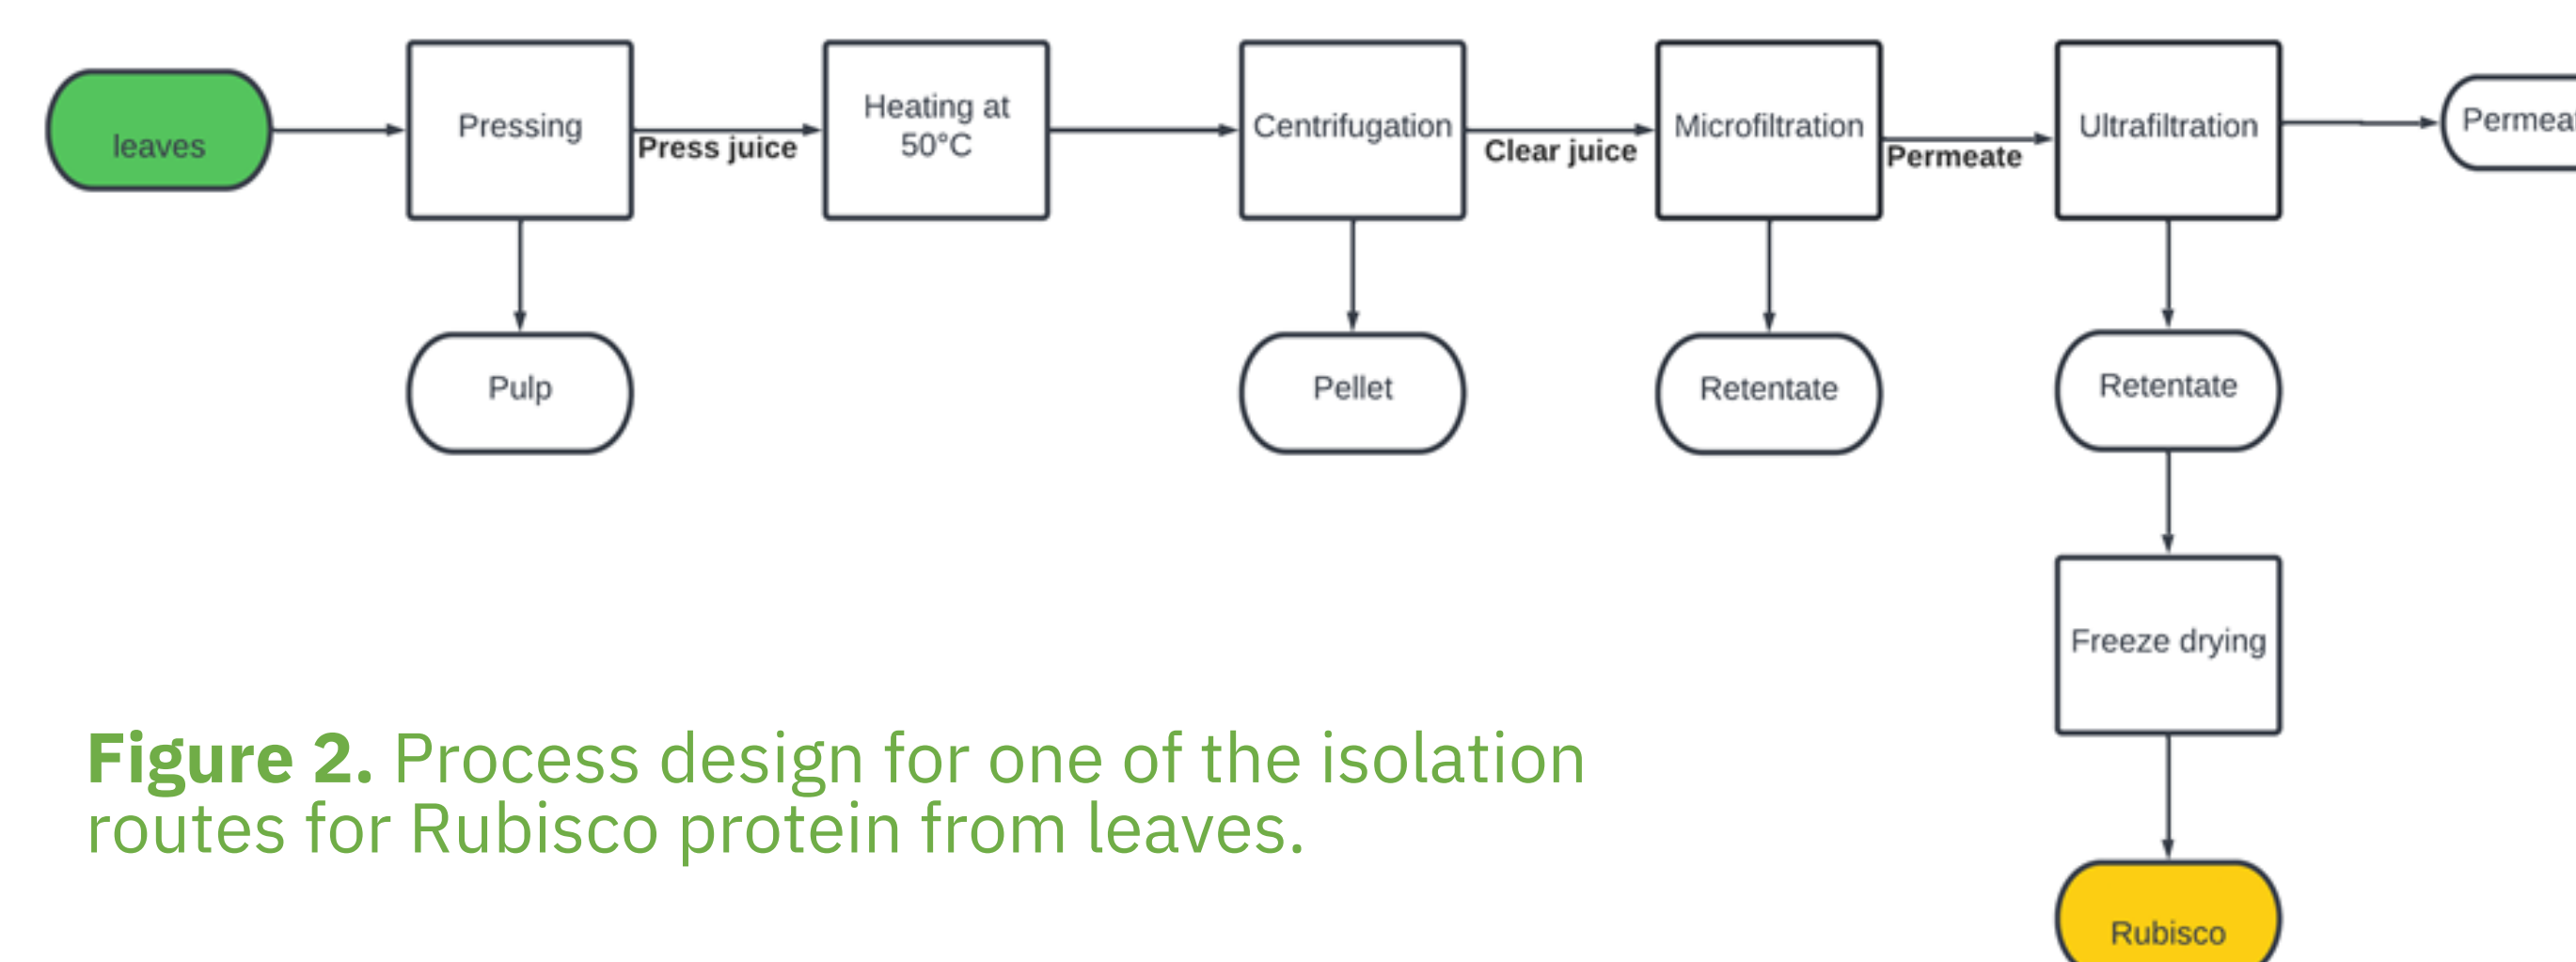 leaves
Pressing
Press juice
Heating at
50°C
Centrifugation
Clear juice
Microfiltration
Permeate
Ultrafiltration
Pulp
Pellet
Retentate
Retentate
Freeze drying
Rubisco
Figure 2. Process design for one of the isolation
routes for Rubisco protein from leaves.